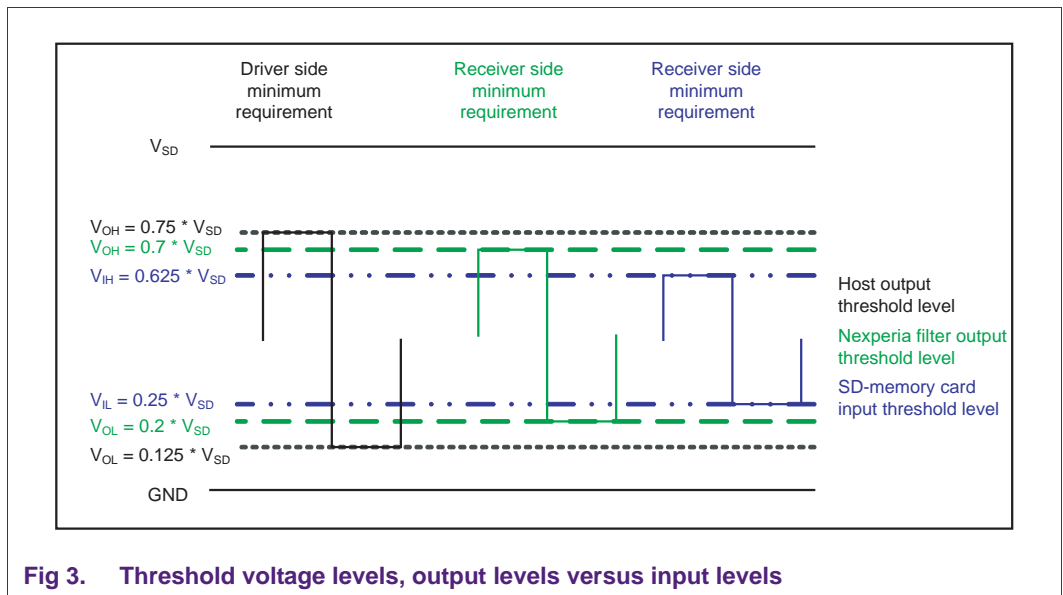 Driver side
minimum
requirement
Receiver side
minimum
requirement
Receiver side
minimum
requirement
VSD
VOH = 0.75 * VSD
VOH = 0.7 * VSD
VIH = 0.625 * VSD
Host output
threshold level
Nexperia filter output
threshold level
SD-memory card
input threshold level
VIL = 0.25 * VSD
VOL = 0.2 * VSD
VOL = 0.125 * VSD
GND
Fig 3. Threshold voltage levels, output levels versus input levels